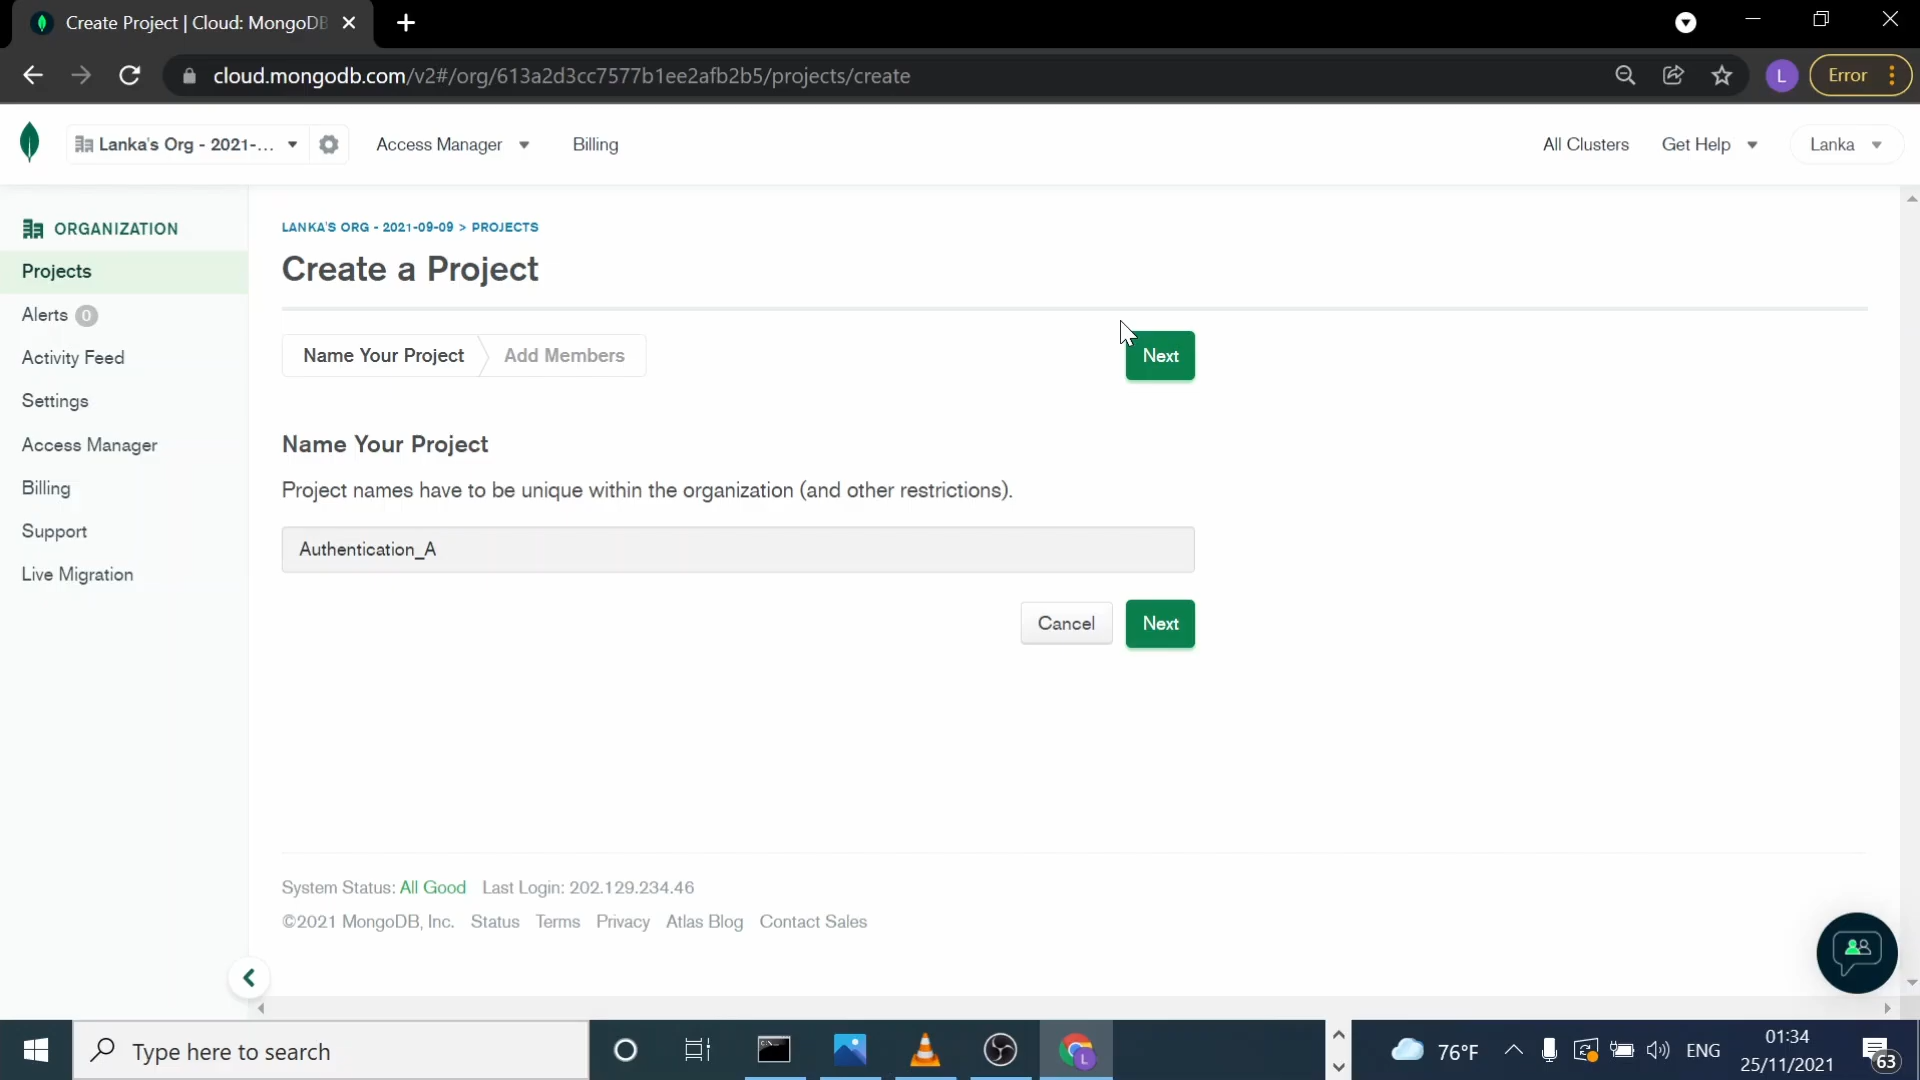 Create Project | Cloud: MongoDB
cloud.mongodb.com/v2#/org/613a2d3cc7577b1ee2afb2b5/projects/create
L
Error
Lanka's Org - 2021-...
Access Manager
Billing
All Clusters
Get Help
Lanka
ORGANIZATION
Projects
Alerts 0
Activity Feed
Settings
Access Manager
Billing
Support
Live Migration
LANKA'S ORG - 2021-09-09 > PROJECTS
Create a Project
Name Your Project
Add Members
Next
Name Your Project
Project names have to be unique within the organization (and other restrictions).
Authentication_A
Cancel
Next
System Status: All Good Last Login: 202.129.234.46
©2021 MongoDB, Inc. Status Terms Privacy Atlas Blog Contact Sales
Type here to search
L
76°F
ENG
01:34
25/11/2021
63